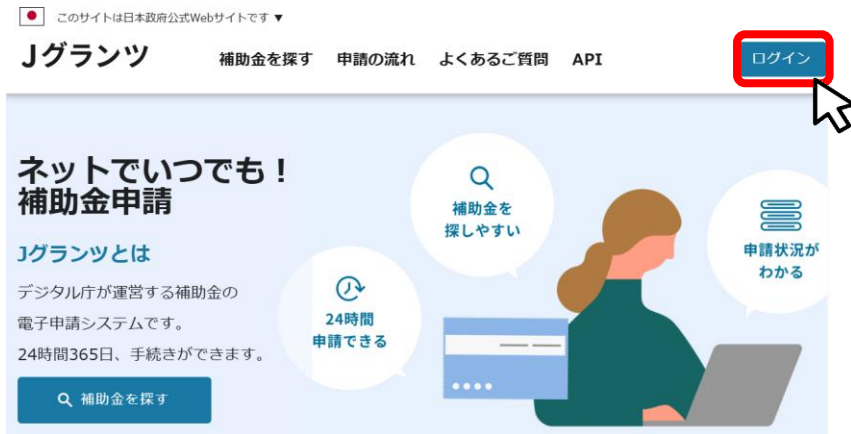 このサイトは日本政府公式Webサイトです ▼
Jグランツ 補助金を探す 申請の流れ よくあるご質問 API ログイン
ネットでいつでも！
補助金申請
Jグランツとは
デジタル庁が運営する補助金の
電子申請システムです。
24時間365日、手続きができます。
補助金を探す
補助金を
探しやすい
24時間
申請できる
申請状況が
わかる